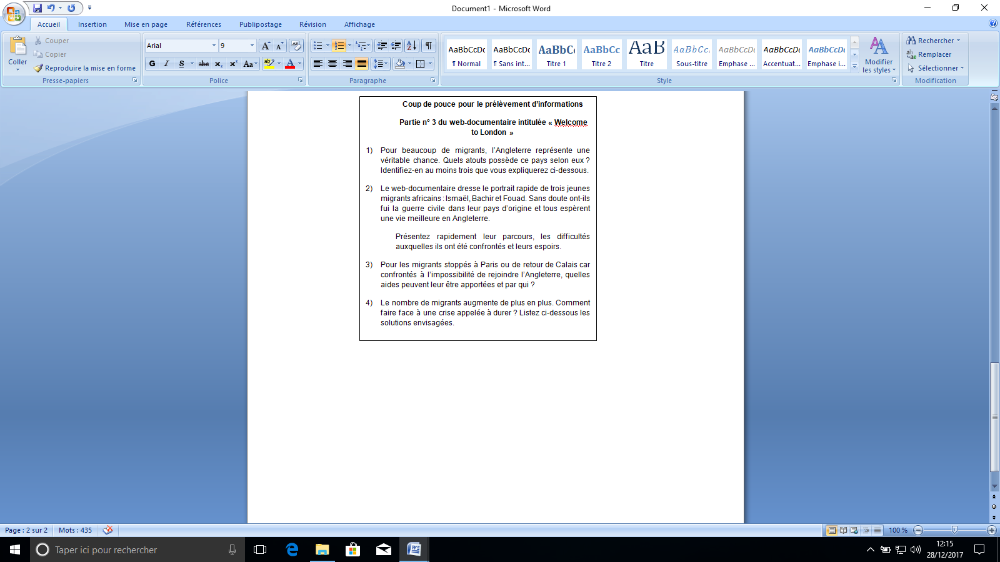 Document1 - Microsoft Word
Accueil Insertion Mise en page Références Publipostage Révision Affichage
Coller
Couper
Copier
Reproduire la mise en forme
Presse-papiers
Arial 9
G I S abc x₂ x² Aa
Police
Paragraphe
AaBbCcDc AaBbCcDc AaBbCc AaBbCc AaB AaBbCc. AaBbCcDc AaBbCcDc AaBbCcDc
¶ Normal ¶ Sans int... Titre 1 Titre 2 Titre Sous-titre Emphase ... Accentuat... Emphase i...
Style
Modifier
les styles
Rechercher
Remplacer
Sélectionner
Modification
Coup de pouce pour le prélèvement d’informations
Partie n° 3 du web-documentaire intitulée « Welcome
to London »
1) Pour beaucoup de migrants, l’Angleterre représente une
véritable chance. Quels atouts possède ce pays selon eux ?
Identifiez-en au moins trois que vous expliquerez ci-dessous.
2) Le web-documentaire dresse le portrait rapide de trois jeunes
migrants africains : Ismaël, Bachir et Fouad. Sans doute ont-ils
fui la guerre civile dans leur pays d’origine et tous espèrent
une vie meilleure en Angleterre.
Présentez rapidement leur parcours, les difficultés
auxquelles ils ont été confrontés et leurs espoirs.
3) Pour les migrants stoppés à Paris ou de retour de Calais car
confrontés à l’impossibilité de rejoindre l’Angleterre, quelles
aides peuvent leur être apportées et par qui ?
4) Le nombre de migrants augmente de plus en plus. Comment
faire face à une crise appelée à durer ? Listez ci-dessous les
solutions envisagées.
Page : 2 sur 2 Mots : 435
100 %
Taper ici pour rechercher
12:15
28/12/2017